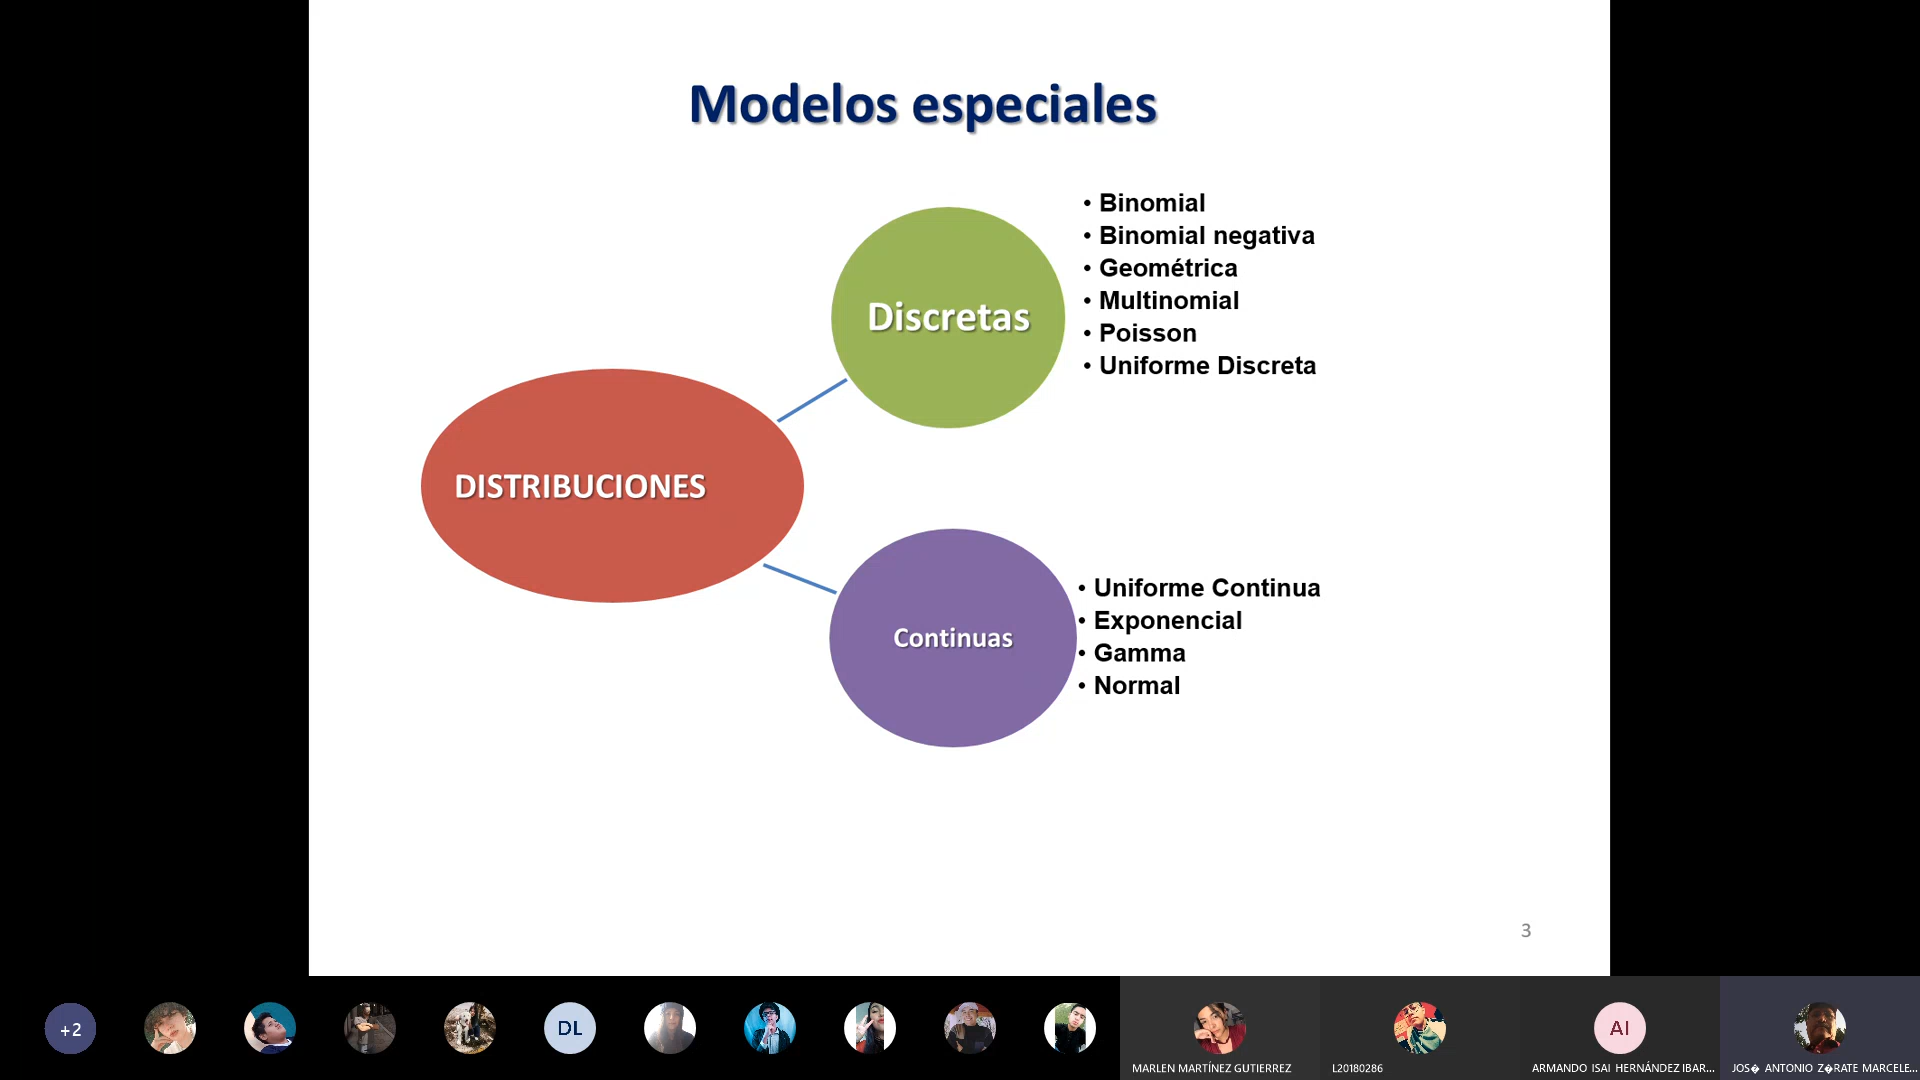 Modelos especiales
• Binomial
• Binomial negativa
• Geométrica
• Multinomial
• Poisson
• Uniforme Discreta
Discretas
DISTRIBUCIONES
Continuas
• Uniforme Continua
• Exponencial
• Gamma
• Normal
3
+2
DL
AI
MARLEN MARTÍNEZ GUTIERREZ
L20180286
ARMANDO ISAI HERNÁNDEZ IBAR...
JOS� ANTONIO Z�RATE MARCELE...